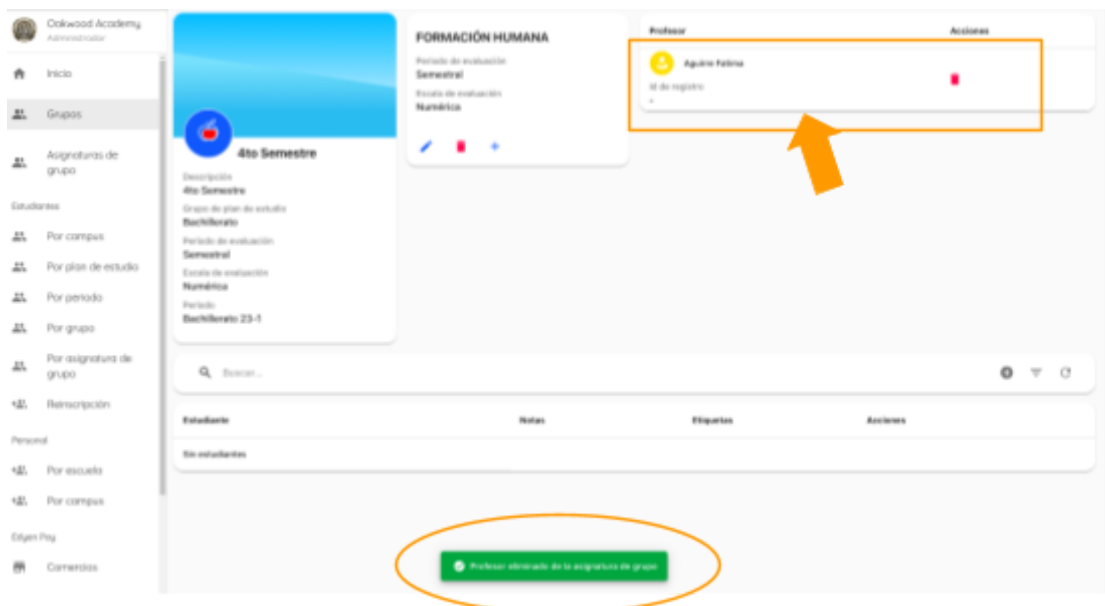 Oakwood Academy
Administrador
Inicio
Grupos
Asignaturas de
grupo
Estudiantes
Por campus
Por plan de estudio
Por periodo
Por grupo
Por asignatura de
grupo
Reinscripción
Personal
Por escuela
Por campus
Edyen Pay
Comercios
4to Semestre
Descripción
4to Semestre
Grupo de plan de estudio
Bachillerato
Periodo de evaluación
Semestral
Escala de evaluación
Numérica
Periodo
Bachillerato 23-1
FORMACIÓN HUMANA
Periodo de evaluación
Semestral
Escala de evaluación
Numérica
Profesor Acciones
Aguirre Fatima
Id de registro
-
Buscar...
Estudiante Notas Etiquetas Acciones
Sin estudiantes
Profesor eliminado de la asignatura de grupo